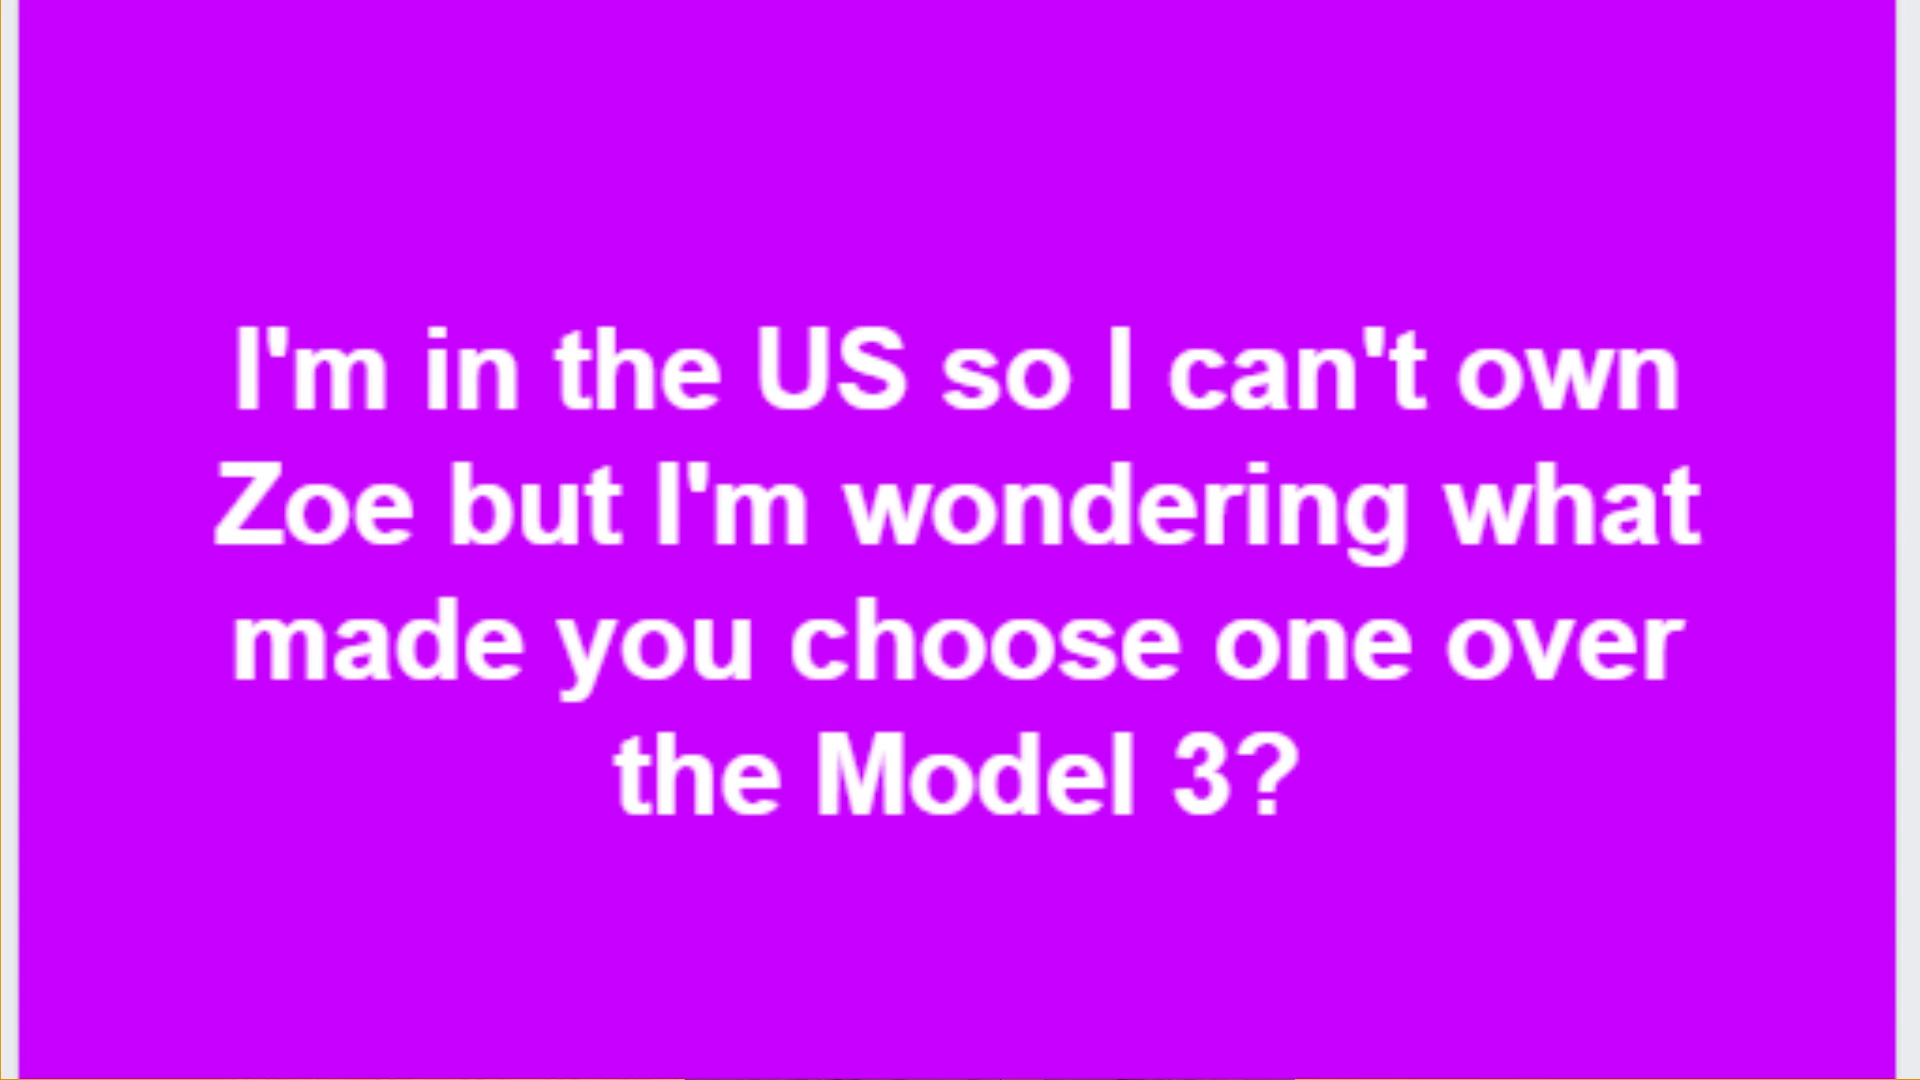 I'm in the US so I can't own
Zoe but I'm wondering what
made you choose one over
the Model 3?